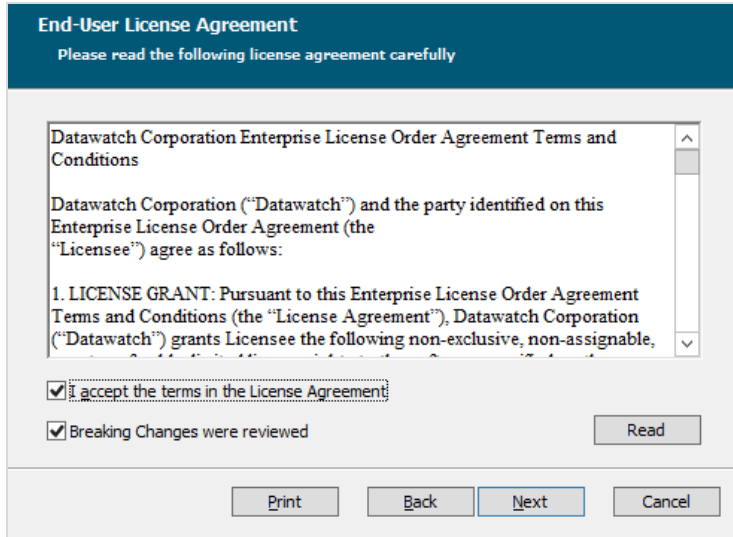 End-User License Agreement
Please read the following license agreement carefully
Datawatch Corporation Enterprise License Order Agreement Terms and
Conditions
Datawatch Corporation (“Datawatch”) and the party identified on this
Enterprise License Order Agreement (the
“Licensee”) agree as follows:
1. LICENSE GRANT: Pursuant to this Enterprise License Order Agreement
Terms and Conditions (the “License Agreement”), Datawatch Corporation
(“Datawatch”) grants Licensee the following non-exclusive, non-assignable,
I accept the terms in the License Agreement
Breaking Changes were reviewed
Read
Print
Back
Next
Cancel